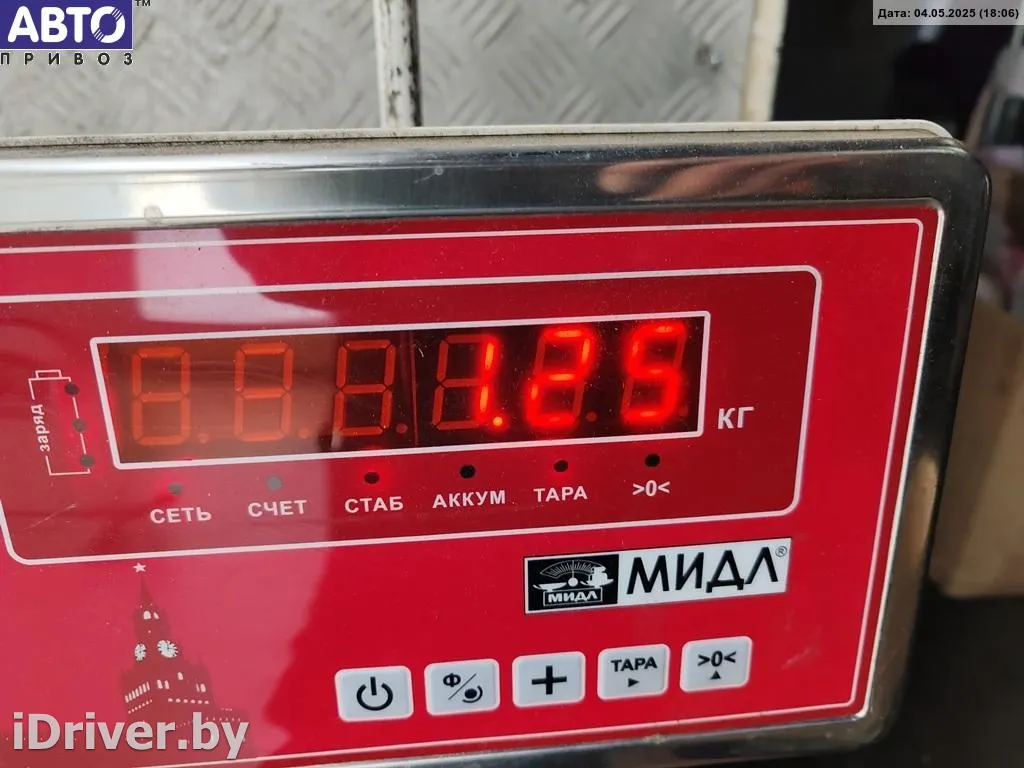 АВТО™
ПРИВОЗ
Дата: 04.05.2025 (18:06)
1.25
КГ
заряд
СЕТЬ СЧЕТ СТАБ АККУМ ТАРА >0<
МИДЛ МИДЛ®
Ф ТАРА >0<
iDriver.by